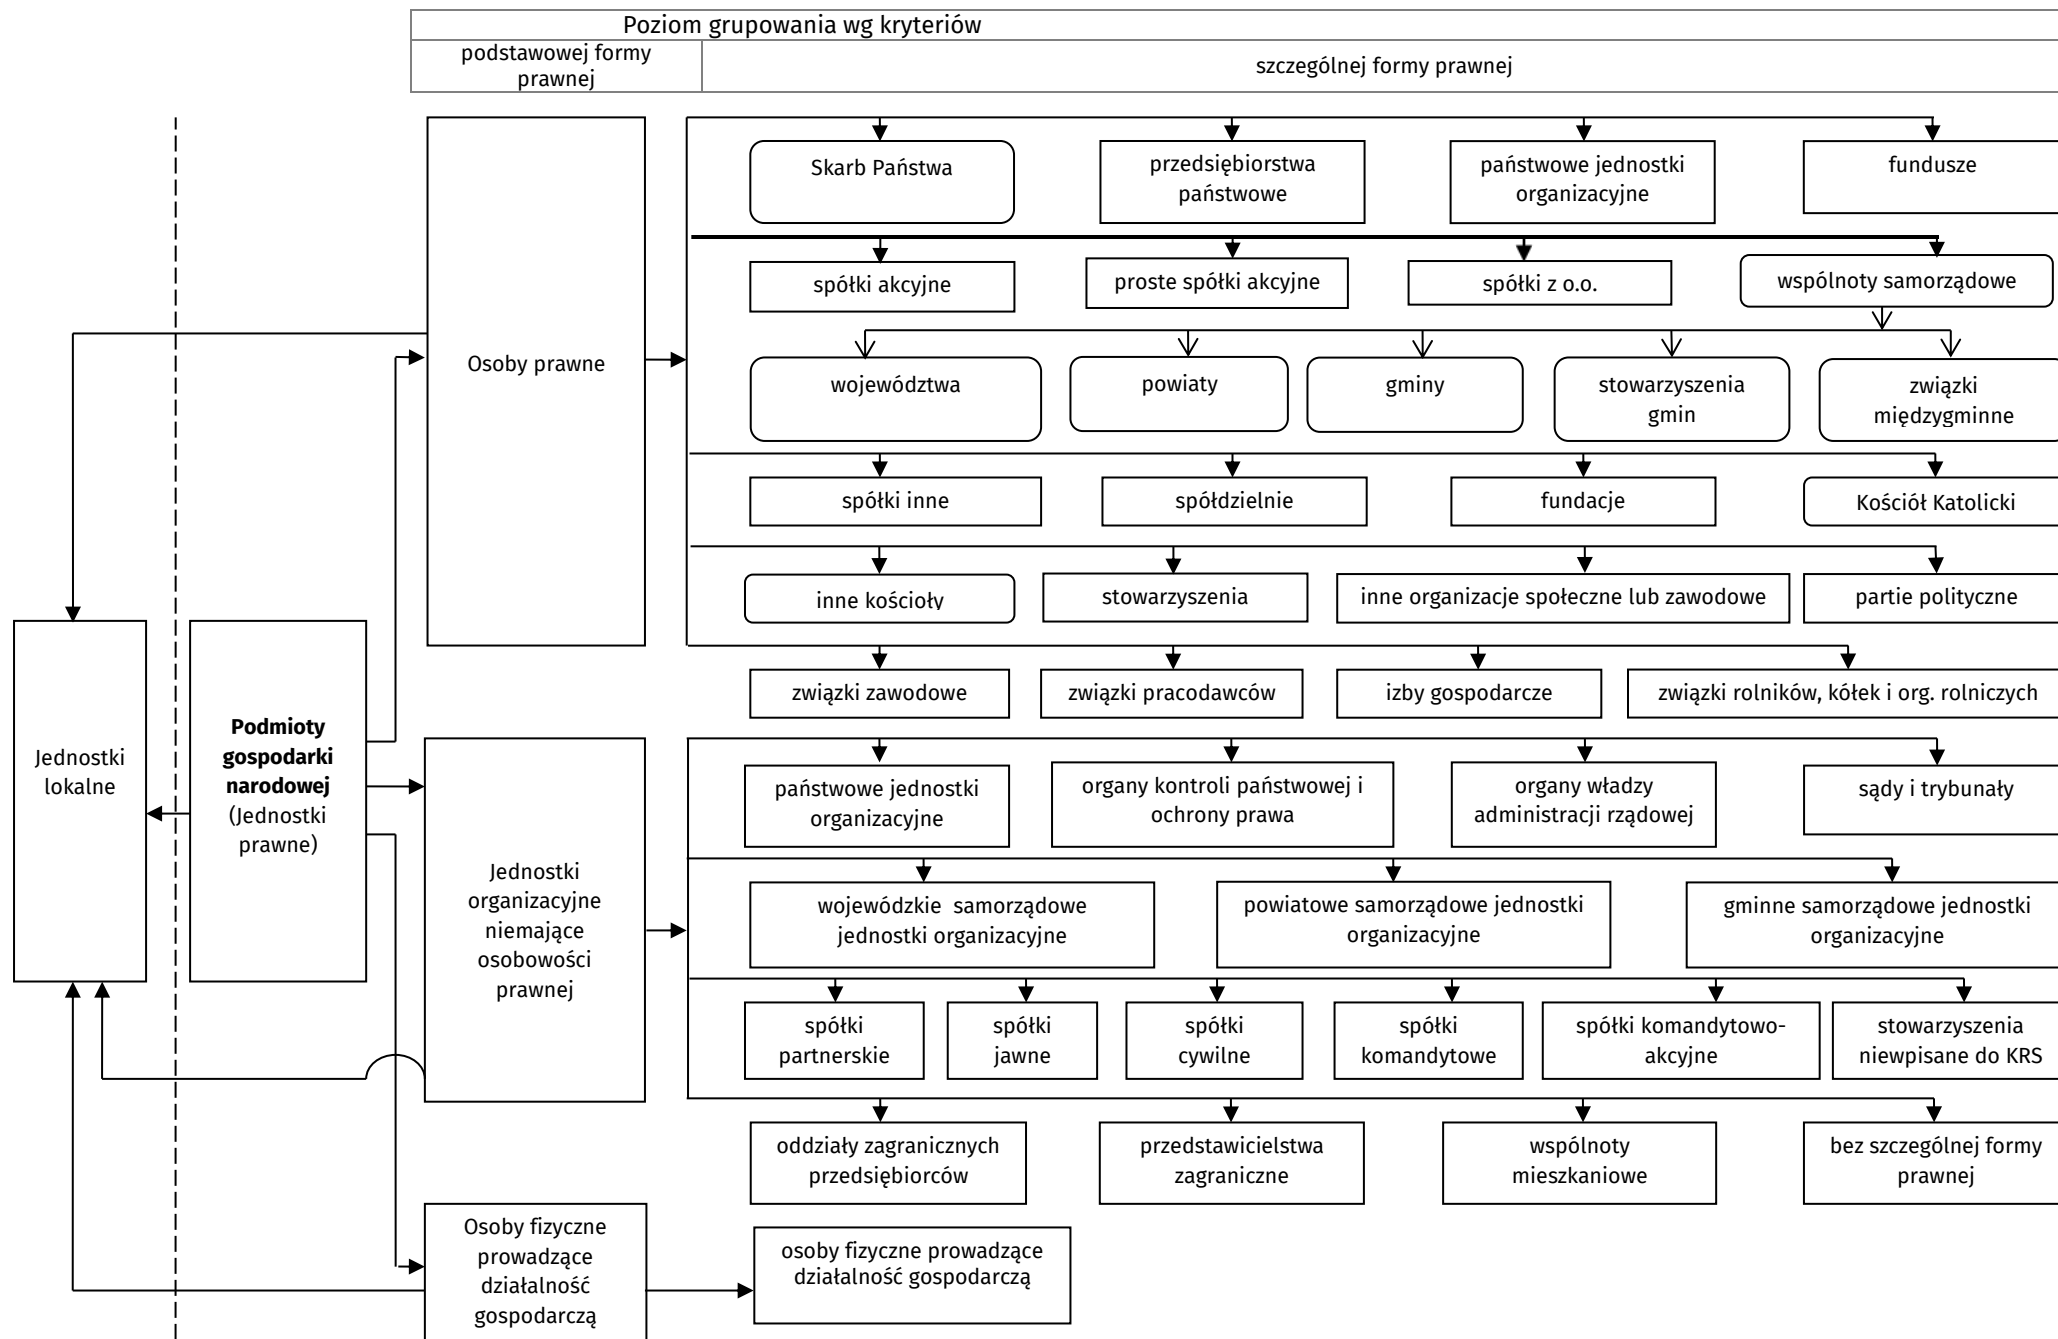 Poziom grupowania wg kryteriów
podstawowej formy
prawnej
szczególnej formy prawnej
Skarb Państwa
przedsiębiorstwa
państwowe
państwowe jednostki
organizacyjne
fundusze
spółki akcyjne
proste spółki akcyjne
spółki z o.o.
wspólnoty samorządowe
Osoby prawne
województwa
powiaty
gminy
stowarzyszenia
gmin
związki
międzygminne
spółki inne
spółdzielnie
fundacje
Kościół Katolicki
inne kościoły
stowarzyszenia
inne organizacje społeczne lub zawodowe
partie polityczne
związki zawodowe
związki pracodawców
izby gospodarcze
związki rolników, kółek i org. rolniczych
Jednostki
lokalne
Podmioty
gospodarki
narodowej
(Jednostki
prawne)
Jednostki
organizacyjne
niemające
osobowości
prawnej
państwowe jednostki
organizacyjne
organy kontroli państwowej i
ochrony prawa
organy władzy
administracji rządowej
sądy i trybunały
wojewódzkie  samorządowe
jednostki organizacyjne
powiatowe samorządowe jednostki
organizacyjne
gminne samorządowe jednostki
organizacyjne
spółki
partnerskie
spółki
jawne
spółki
cywilne
spółki
komandytowe
spółki komandytowo-
akcyjne
stowarzyszenia
niewpisane do KRS
oddziały zagranicznych
przedsiębiorców
przedstawicielstwa
zagraniczne
wspólnoty
mieszkaniowe
bez szczególnej formy
prawnej
Osoby fizyczne
prowadzące
działalność
gospodarczą
osoby fizyczne prowadzące
działalność gospodarczą